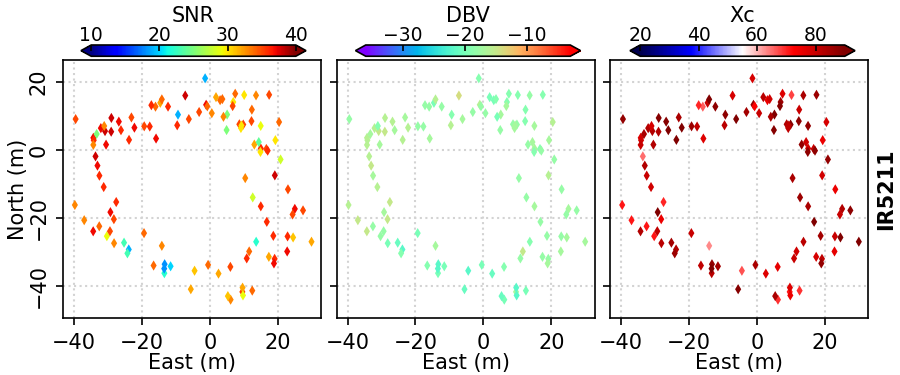 SNR DBV Xc
10 20 30 40 −30 −20 −10 20 40 60 80
20
0
−20
−40
North (m)
−40 −20 0 20 −40 −20 0 20 −40 −20 0 20
East (m) East (m) East (m)
IR5211